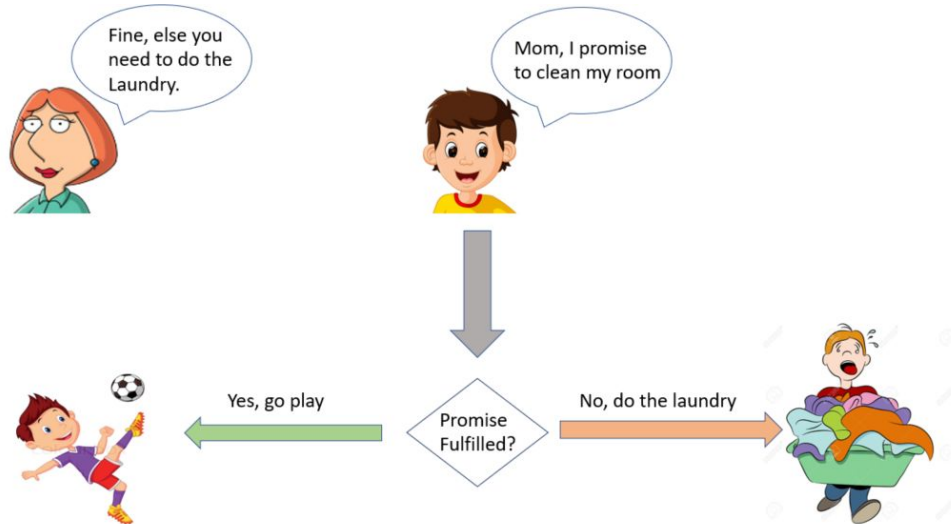 Fine, else you
need to do the
Laundry.
Mom, I promise
to clean my room
Yes, go play
Promise
Fulfilled?
No, do the laundry